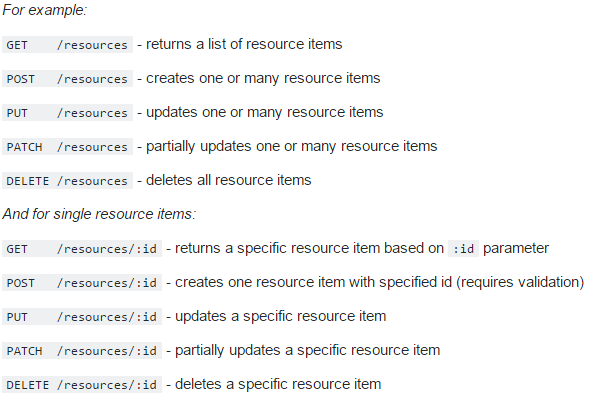 For example:
GET    /resources - returns a list of resource items
POST   /resources - creates one or many resource items
PUT    /resources - updates one or many resource items
PATCH  /resources - partially updates one or many resource items
DELETE /resources - deletes all resource items
And for single resource items:
GET    /resources/:id - returns a specific resource item based on :id parameter
POST   /resources/:id - creates one resource item with specified id (requires validation)
PUT    /resources/:id - updates a specific resource item
PATCH  /resources/:id - partially updates a specific resource item
DELETE /resources/:id - deletes a specific resource item